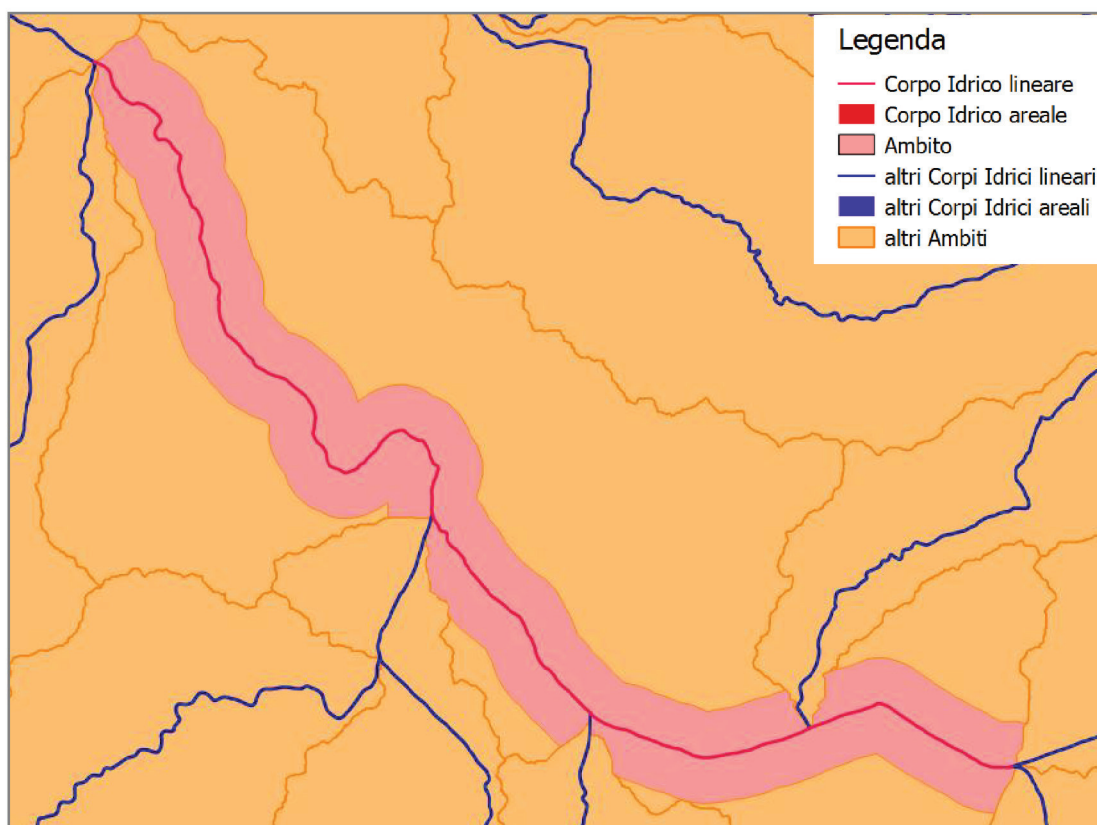 Legenda
Corpo Idrico lineare
Corpo Idrico areale
Ambito
altri Corpi Idrici lineari
altri Corpi Idrici areali
altri Ambiti